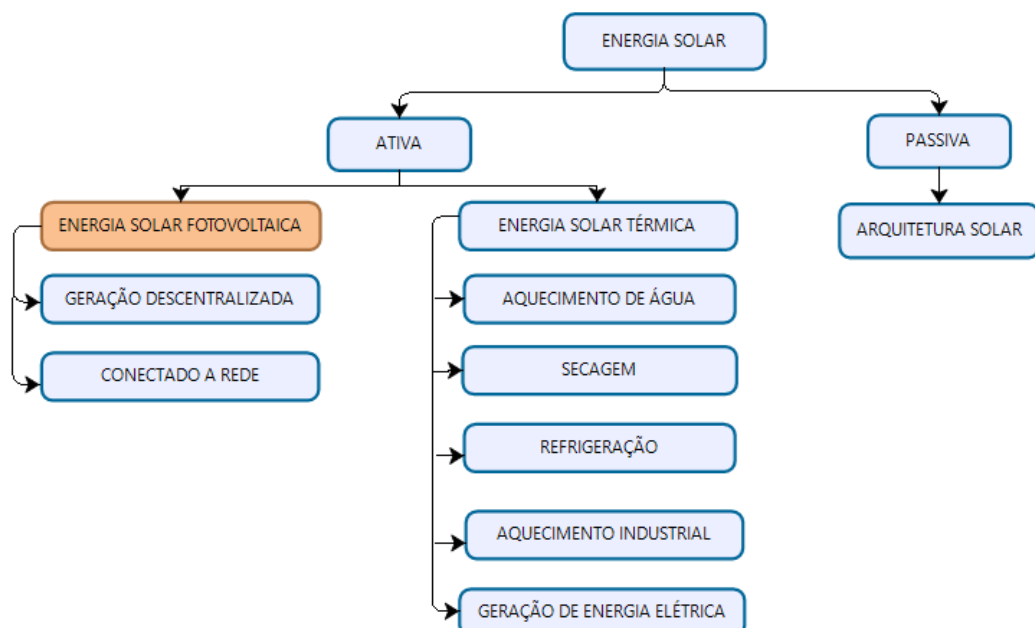 ENERGIA SOLAR
ATIVA
PASSIVA
ENERGIA SOLAR FOTOVOLTAICA
ENERGIA SOLAR TÉRMICA
ARQUITETURA SOLAR
GERAÇÃO DESCENTRALIZADA
AQUECIMENTO DE ÁGUA
CONECTADO A REDE
SECAGEM
REFRIGERAÇÃO
AQUECIMENTO INDUSTRIAL
GERAÇÃO DE ENERGIA ELÉTRICA